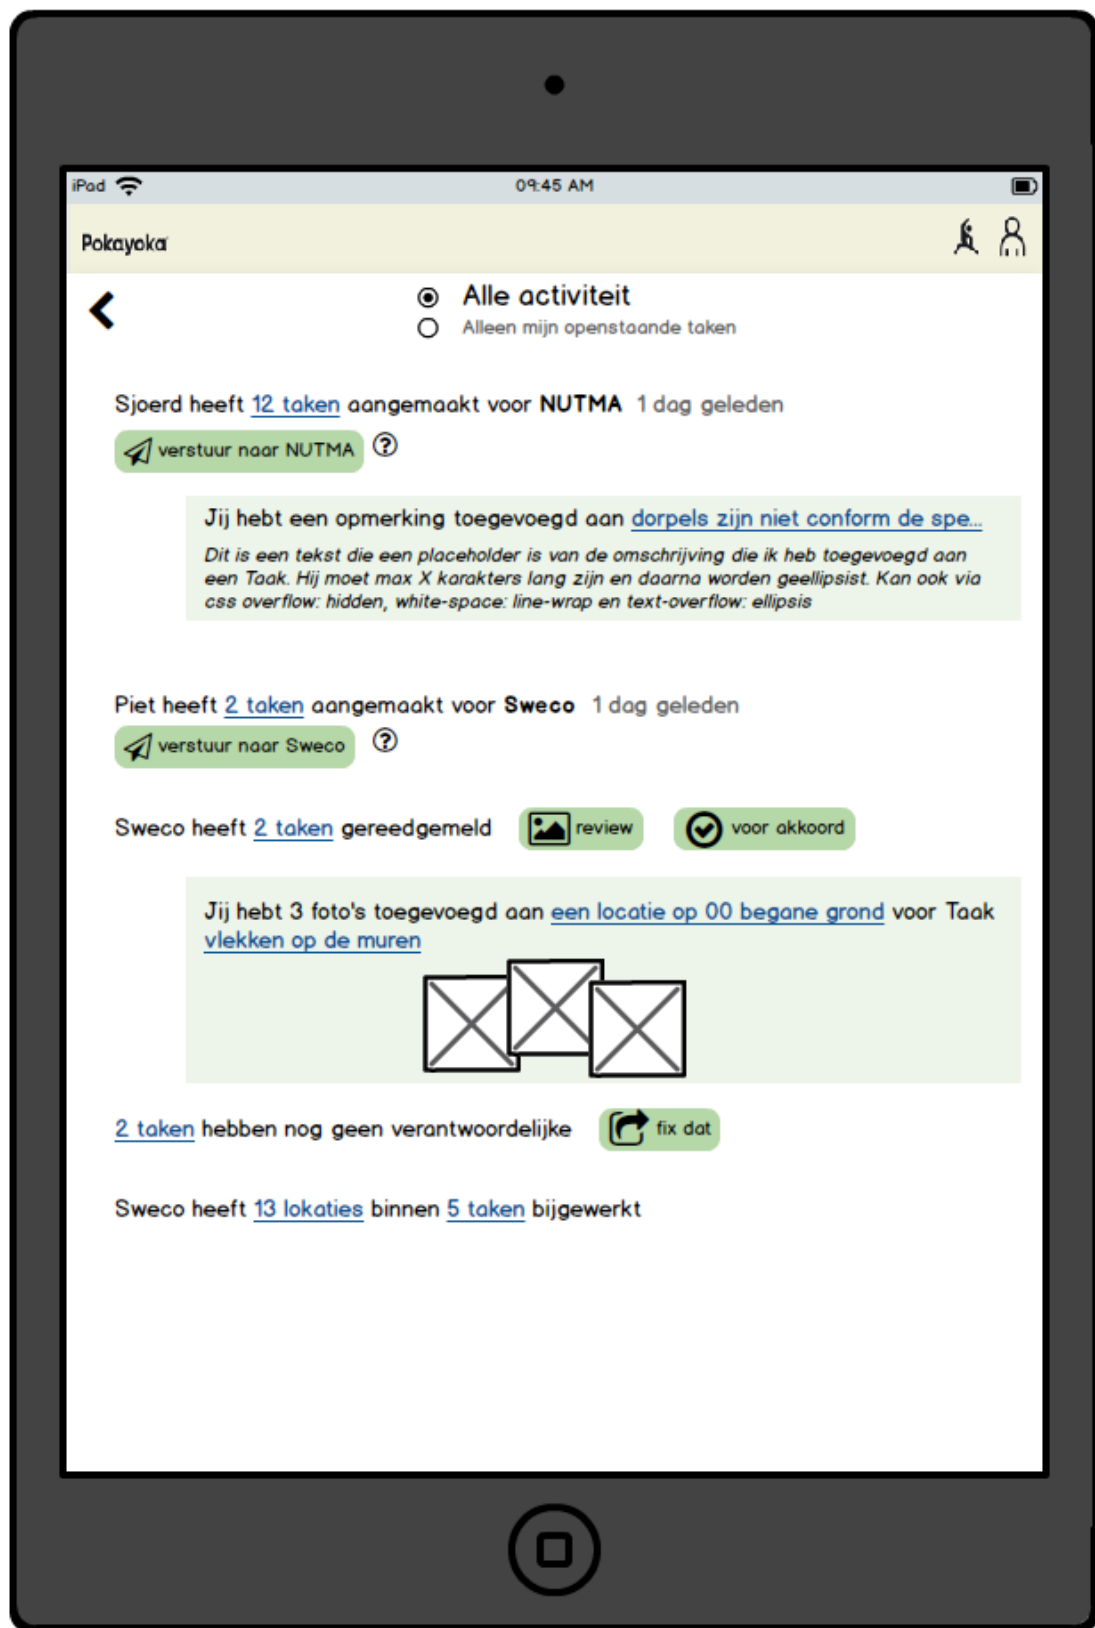 iPad 09:45 AM
Pokayoka
Alle activiteit
Alleen mijn openstaande taken
Sjoerd heeft 12 taken aangemaakt voor NUTMA 1 dag geleden
verstuur naar NUTMA ?
Jij hebt een opmerking toegevoegd aan dorpels zijn niet conform de spe...
Dit is een tekst die een placeholder is van de omschrijving die ik heb toegevoegd aan
een Taak. Hij moet max X karakters lang zijn en daarna worden geellipsist. Kan ook via
css overflow: hidden, white-space: line-wrap en text-overflow: ellipsis
Piet heeft 2 taken aangemaakt voor Sweco 1 dag geleden
verstuur naar Sweco ?
Sweco heeft 2 taken gereedgemeld review voor akkoord
Jij hebt 3 foto's toegevoegd aan een locatie op 00 begane grond voor Taak
vlekken op de muren
2 taken hebben nog geen verantwoordelijke fix dat
Sweco heeft 13 lokaties binnen 5 taken bijgewerkt